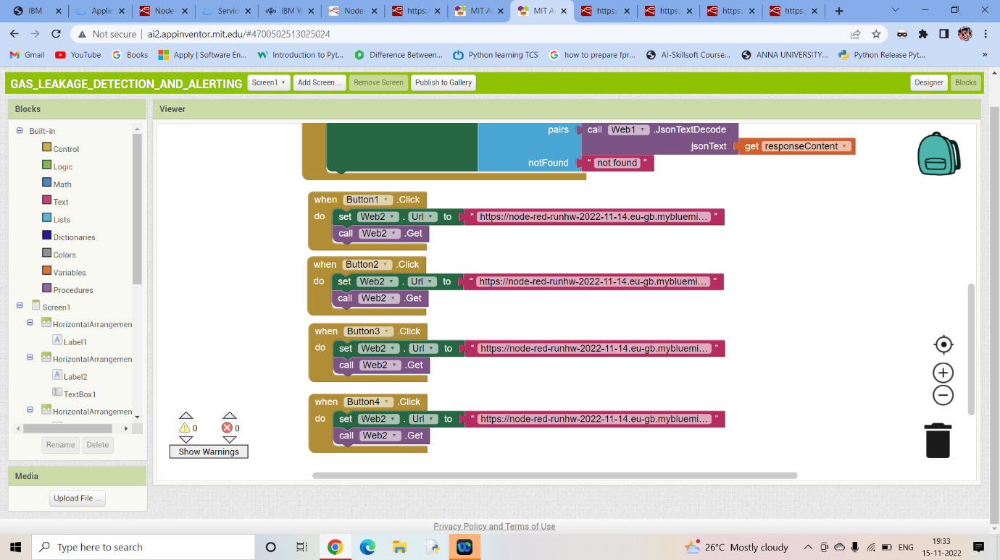 IBM
Applic
Node-
Service
IBM W
Node-
https:
MIT A
MIT A
https:
https:
https:
https:
Not secure | ai2.appinventor.mit.edu/#4700502513025024
Gmail YouTube Books Apply | Software En... Introduction to Pyt... Difference Between... Python learning TCS how to prepare fpr... AI-Skillsoft Course... ANNA UNIVERSITY... Python Release Pyt... »
GAS_LEAKAGE_DETECTION_AND_ALERTING Screen1 Add Screen ... Remove Screen Publish to Gallery Designer Blocks
Blocks
Viewer
Built-in
Control
Logic
Math
Text
Lists
Dictionaries
Colors
Variables
Procedures
Screen1
HorizontalArrangemen
Label1
HorizontalArrangemen
Label2
TextBox1
HorizontalArrangemen
Rename Delete
Media
Upload File ...
pairs call Web1 .JsonTextDecode
jsonText get responseContent
notFound " not found "
when Button1 .Click
do set Web2 . Url to " https://node-red-runhw-2022-11-14.eu-gb.mybluemi... "
call Web2 .Get
when Button2 .Click
do set Web2 . Url to " https://node-red-runhw-2022-11-14.eu-gb.mybluemi... "
call Web2 .Get
when Button3 .Click
do set Web2 . Url to " https://node-red-runhw-2022-11-14.eu-gb.mybluemi... "
call Web2 .Get
when Button4 .Click
do set Web2 . Url to " https://node-red-runhw-2022-11-14.eu-gb.mybluemi... "
call Web2 .Get
0 0
Show Warnings
Privacy Policy and Terms of Use
Type here to search
26°C Mostly cloudy
ENG
19:33
15-11-2022